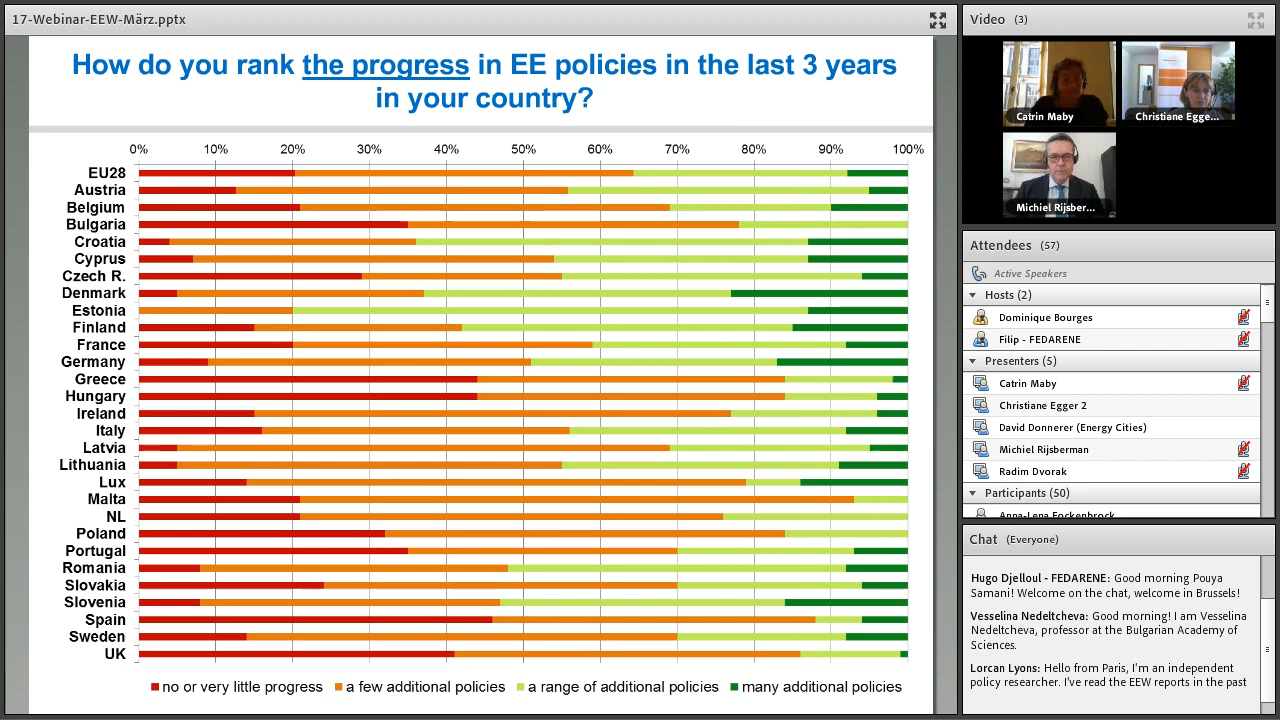 17-Webinar-EEW-März.pptx
How do you rank the progress in EE policies in the last 3 years
in your country?
0% 10% 20% 30% 40% 50% 60% 70% 80% 90% 100%
EU28
Austria
Belgium
Bulgaria
Croatia
Cyprus
Czech R.
Denmark
Estonia
Finland
France
Germany
Greece
Hungary
Ireland
Italy
Latvia
Lithuania
Lux
Malta
NL
Poland
Portugal
Romania
Slovakia
Slovenia
Spain
Sweden
UK
no or very little progress a few additional policies a range of additional policies many additional policies
Video (3)
Catrin Maby
Christiane Egge...
Michiel Rijsber...
Attendees (57)
Active Speakers
Hosts (2)
Dominique Bourges
Filip - FEDARENE
Presenters (5)
Catrin Maby
Christiane Egger 2
David Donnerer (Energy Cities)
Michiel Rijsberman
Radim Dvorak
Participants (50)
Chat (Everyone)
Hugo Djelloul - FEDARENE: Good morning Pouya
Samani! Welcome on the chat, welcome in Brussels!
Vesselina Nedeltcheva: Good morning! I am Vesselina
Nedeltcheva, professor at the Bulgarian Academy of
Sciences.
Lorcan Lyons: Hello from Paris, I'm an independent
policy researcher. I've read the EEW reports in the past